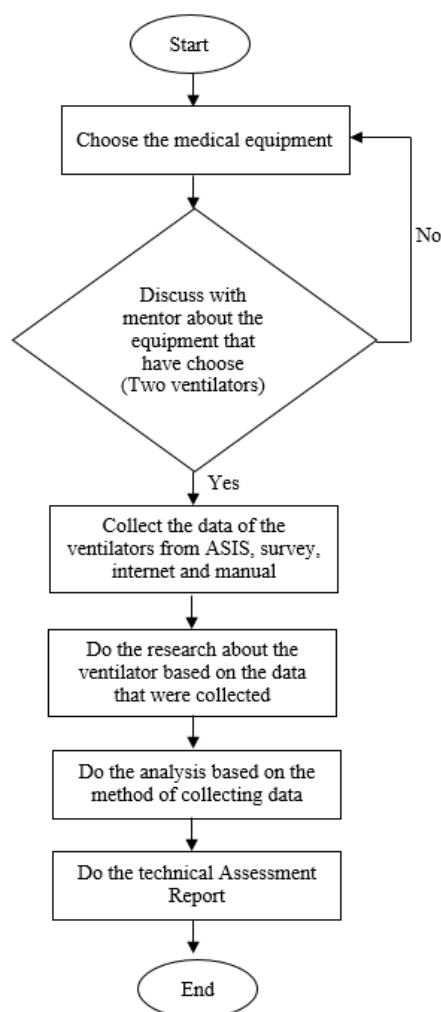 Start
Choose the medical equipment
No
Discuss with
mentor about the
equipment that
have choose
(Two ventilators)
Yes
Collect the data of the
ventilators from ASIS, survey,
internet and manual
Do the research about the
ventilator based on the data
that were collected
Do the analysis based on the
method of collecting data
Do the technical Assessment
Report
End